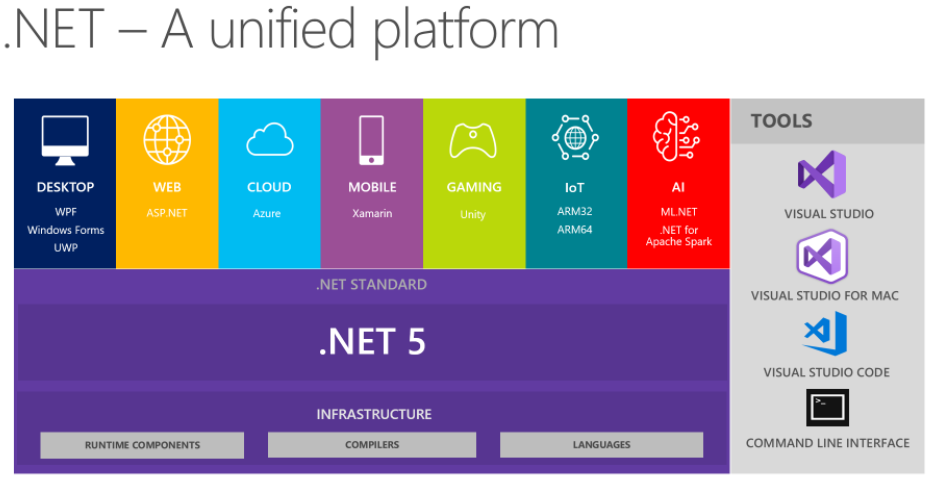 .NET – A unified platform
DESKTOP
WPF
Windows Forms
UWP
WEB
ASP.NET
CLOUD
Azure
MOBILE
Xamarin
GAMING
Unity
IoT
ARM32
ARM64
AI
ML.NET
.NET for
Apache Spark
.NET STANDARD
.NET 5
INFRASTRUCTURE
RUNTIME COMPONENTS
COMPILERS
LANGUAGES
TOOLS
VISUAL STUDIO
VISUAL STUDIO FOR MAC
VISUAL STUDIO CODE
>_
COMMAND LINE INTERFACE